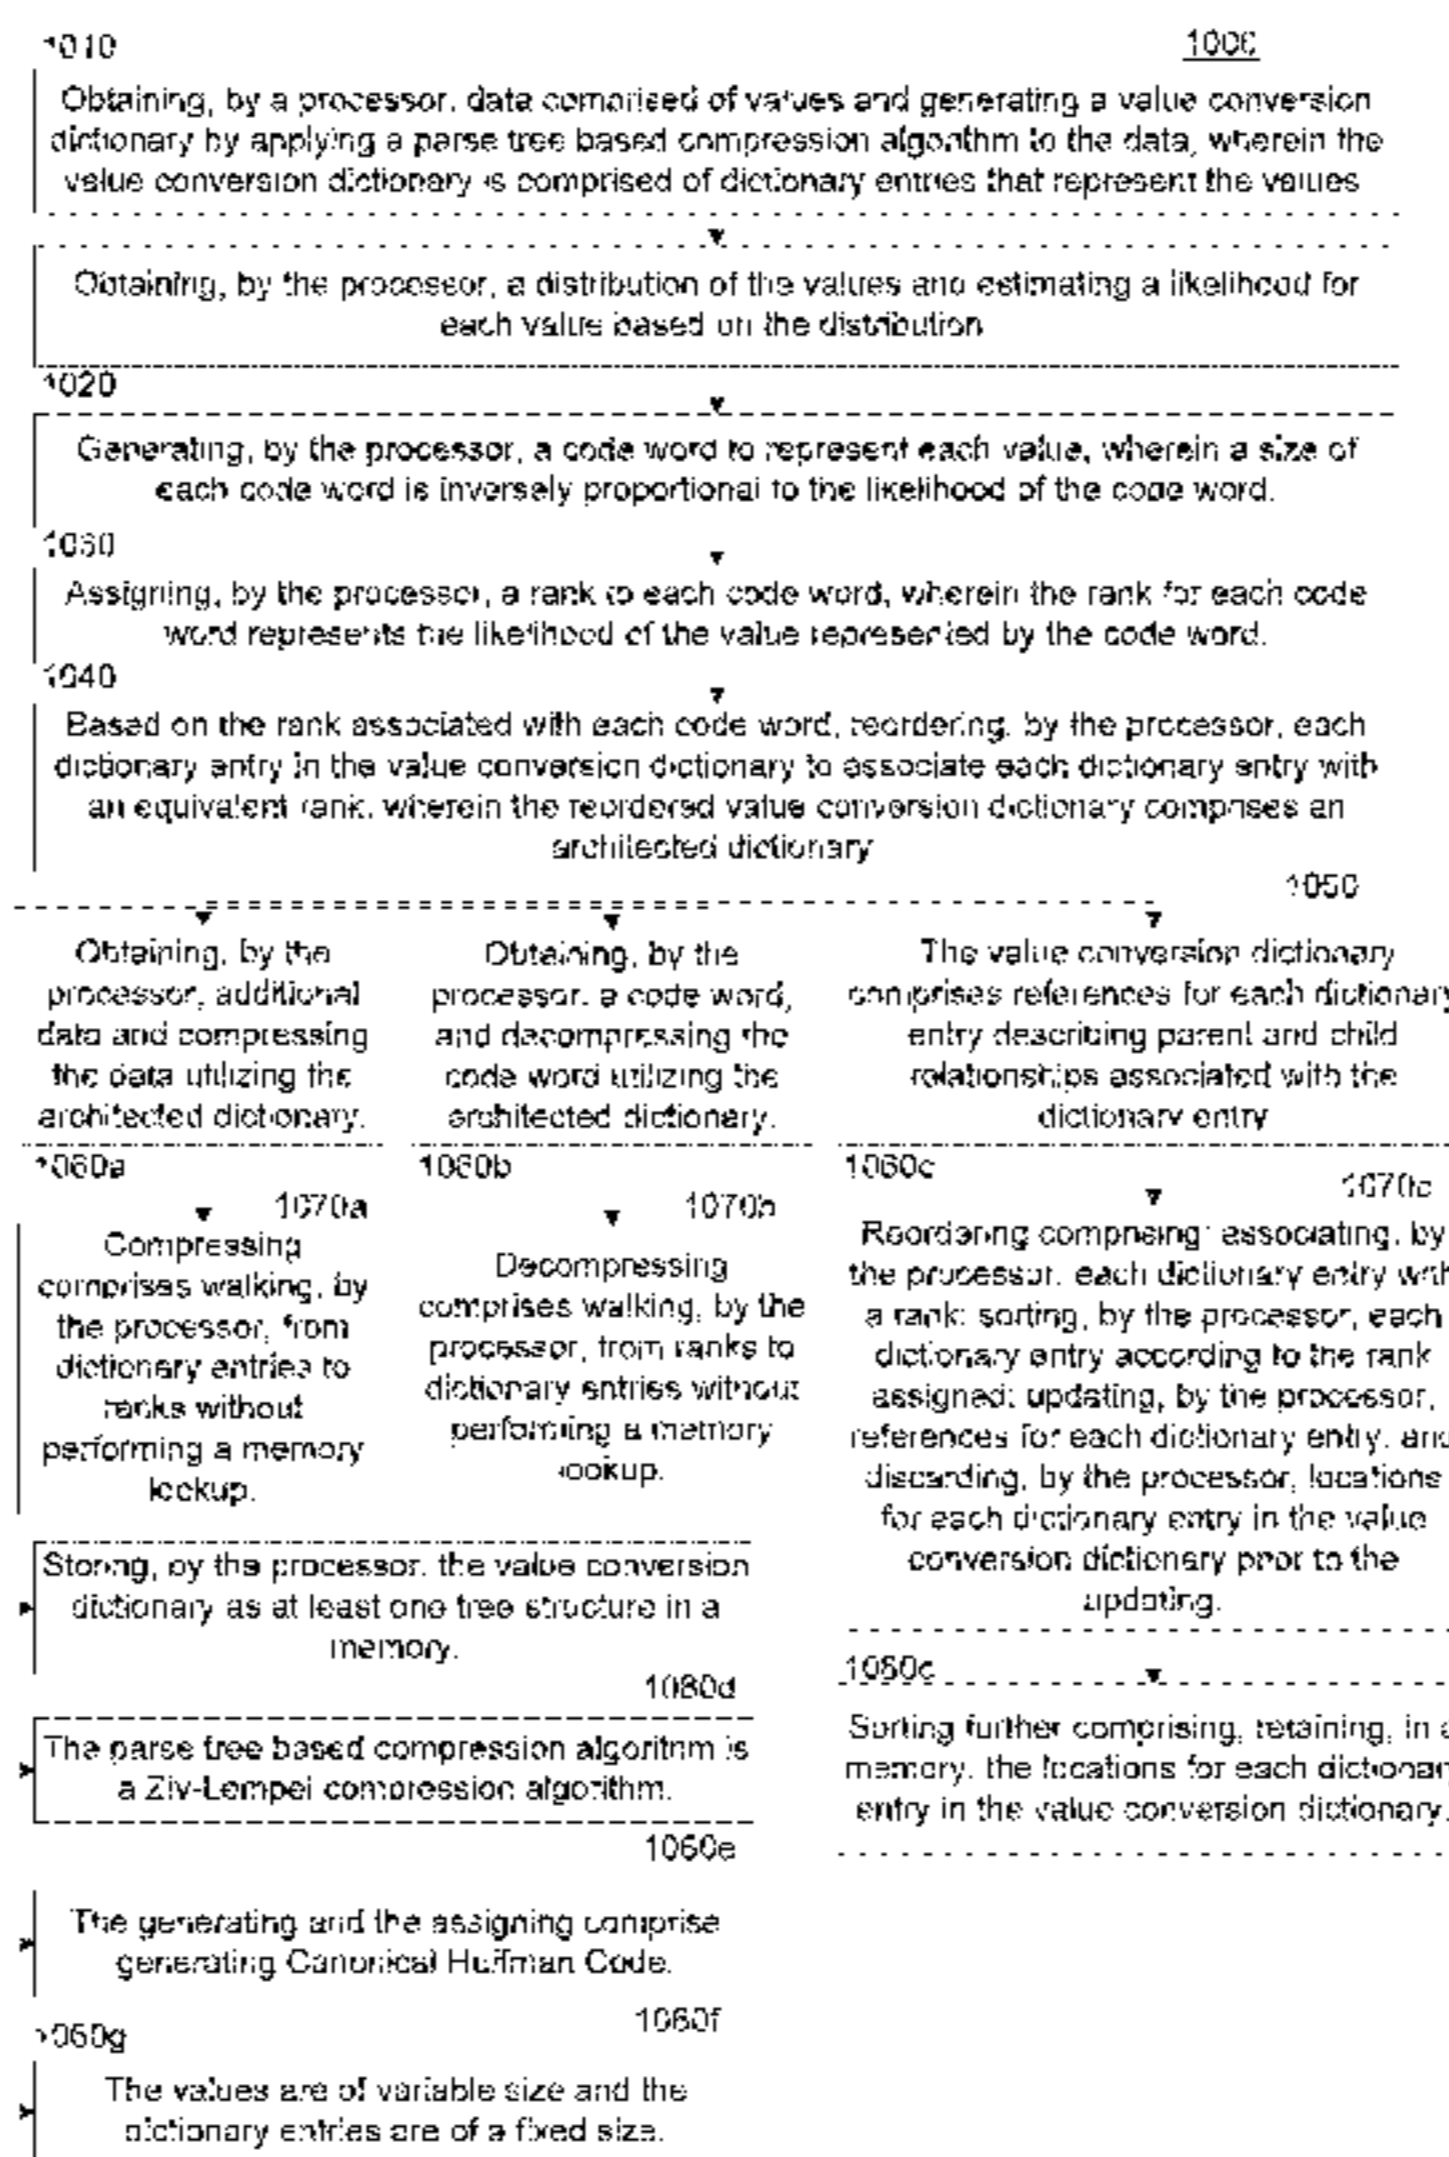 1010
1000
Obtaining, by a processor, data comprised of values and generating a value conversion
dictionary by applying a parse tree based compression algorithm to the data, wherein the
value conversion dictionary is comprised of dictionary entries that represent the values
Obtaining, by the processor, a distribution of the values and estimating a likelihood for
each value based on the distribution
1020
Generating, by the processor, a code word to represent each value, wherein a size of
each code word is inversely proportional to the likelihood of the code word.
1030
Assigning, by the processor, a rank to each code word, wherein the rank for each code
word represents the likelihood of the value represented by the code word.
1040
Based on the rank associated with each code word, reordering, by the processor, each
dictionary entry in the value conversion dictionary to associate each dictionary entry with
an equivalent rank, wherein the reordered value conversion dictionary comprises an
architected dictionary
1050
Obtaining, by the
processor, additional
data and compressing
the data utilizing the
architected dictionary.
1060a
1070a
Compressing
comprises walking, by
the processor, from
dictionary entries to
ranks without
performing a memory
lookup.
Obtaining, by the
processor, a code word,
and decompressing the
code word utilizing the
architected dictionary.
1060b
1070b
Decompressing
comprises walking, by the
processor, from ranks to
dictionary entries without
performing a memory
lookup.
The value conversion dictionary
comprises references for each dictionary
entry describing parent and child
relationships associated with the
dictionary entry
1060c
1070c
Reordering comprising: associating, by
the processor, each dictionary entry with
a rank; sorting, by the processor, each
dictionary entry according to the rank
assigned; updating, by the processor,
references for each dictionary entry, and
discarding, by the processor, locations
for each dictionary entry in the value
conversion dictionary prior to the
updating.
1080c
Sorting further comprising, retaining, in a
memory, the locations for each dictionary
entry in the value conversion dictionary.
Storing, by the processor, the value conversion
dictionary as at least one tree structure in a
memory.
1060d
The parse tree based compression algorithm is
a Ziv-Lempel compression algorithm.
1060e
The generating and the assigning comprise
generating Canonical Huffman Code.
1060f
1060g
The values are of variable size and the
dictionary entries are of a fixed size.